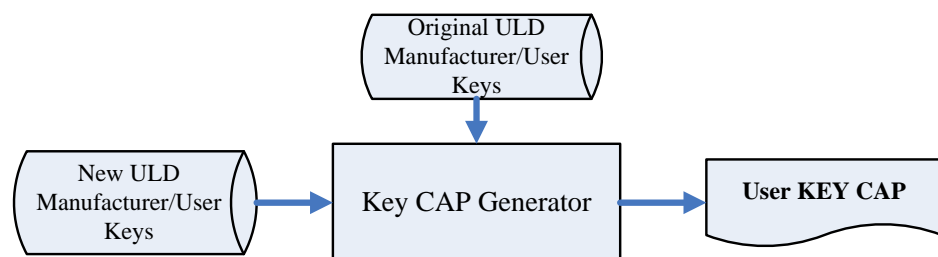 Original ULD
Manufacturer/User
Keys
New ULD
Manufacturer/User
Keys
Key CAP Generator
User KEY CAP